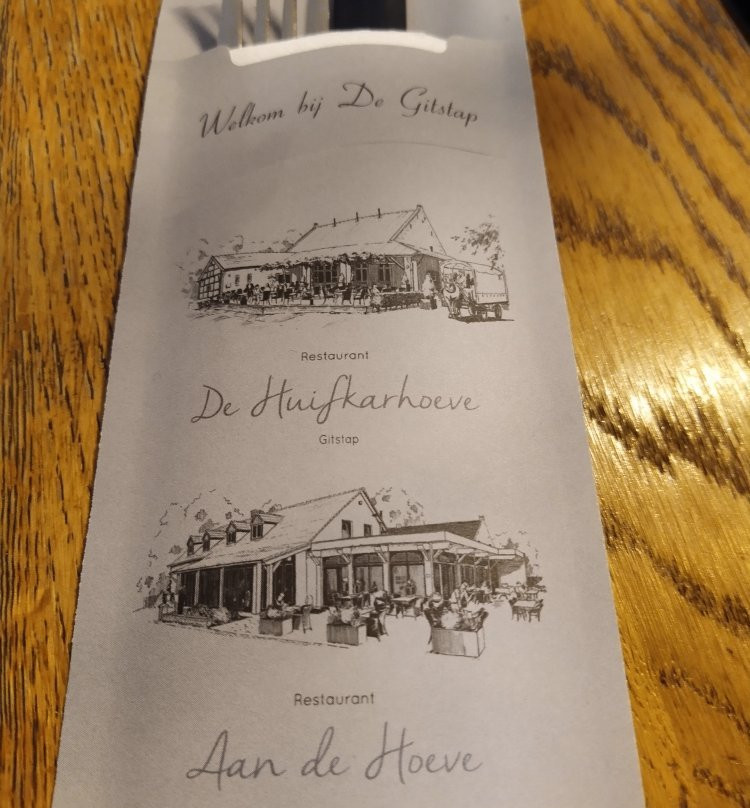 Welkom bij De Gitstap
Restaurant
De Huifkarhoeve
Gitstap
Restaurant
Aan de Hoeve